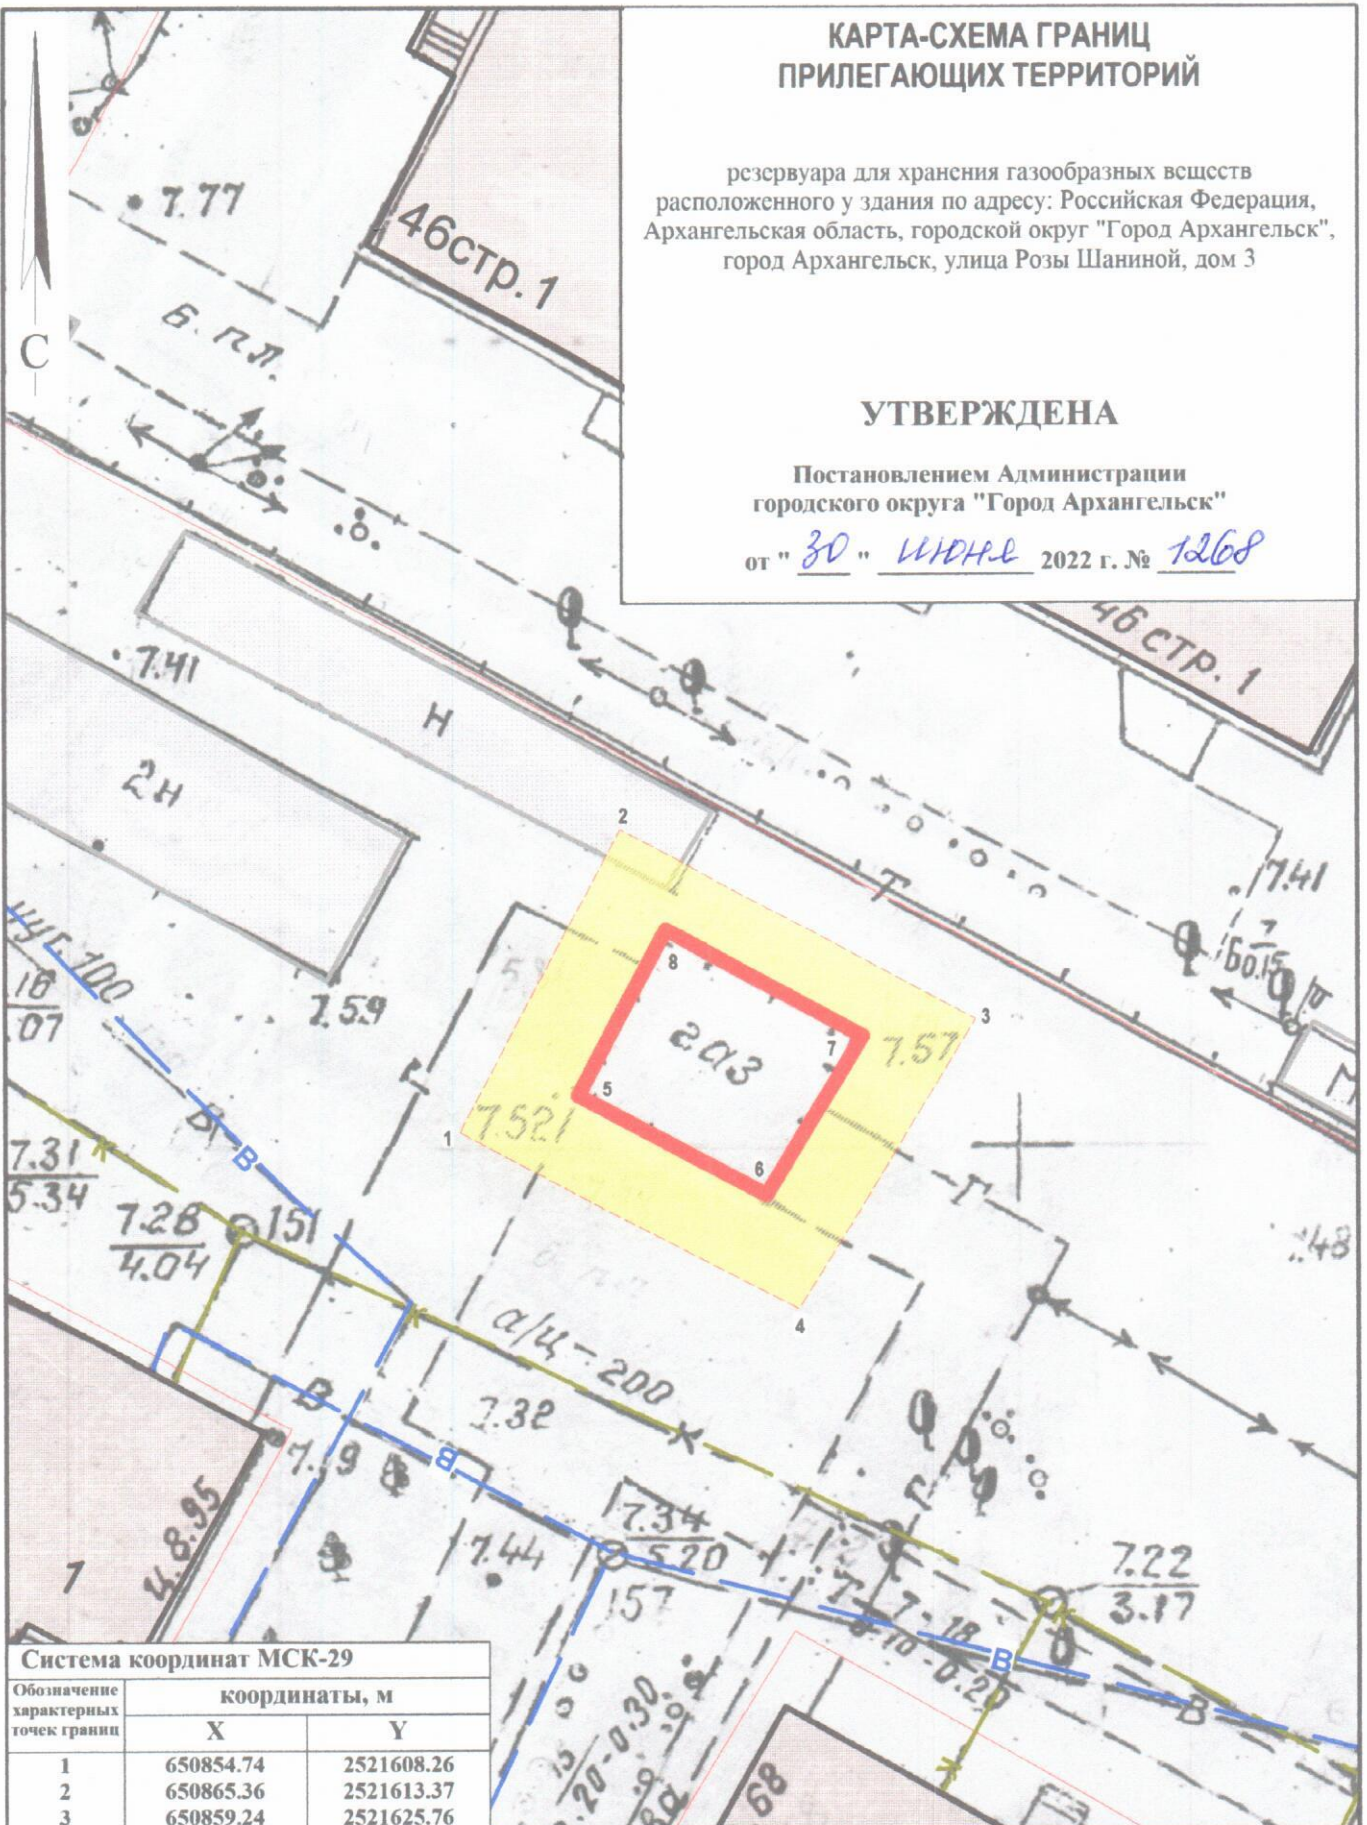 КАРТА-СХЕМА ГРАНИЦ
ПРИЛЕГАЮЩИХ ТЕРРИТОРИЙ
резервуара для хранения газообразных веществ
расположенного у здания по адресу: Российская Федерация,
Архангельская область, городской округ "Город Архангельск",
город Архангельск, улица Розы Шаниной, дом 3
УТВЕРЖДЕНА
Постановлением Администрации
городского округа "Город Архангельск"
от " 30 " июня 2022 г. № 1268
С
7.77
46стр.1
б.пл.
46 стр. 1
7.41
Н
2Н
2
Т
7.41
7.59
8
3
газ
7
7.57
5
1
7.521
6
Г
Г
В
В
7.31
5.34
К
7.28
4.04
151
48
4
К
а/ц-200
7.32
К
В
В
7.19
7.34
5.20
157
7.44
7.22
3.17
7
ц.8.95
Г
В
В
К
68
Система координат МСК-29
Обозначение характерных точек границ
координаты, м
X Y
1 650854.74 2521608.26
2 650865.36 2521613.37
3 650859.24 2521625.76